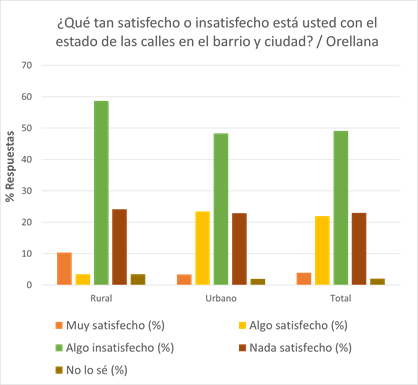 ¿Qué tan satisfecho o insatisfecho está usted con el
estado de las calles en el barrio y ciudad? / Orellana
70
60
50
40
30
20
10
0
% Respuestas
Rural
Urbano
Total
Muy satisfecho (%)
Algo satisfecho (%)
Algo insatisfecho (%)
Nada satisfecho (%)
No lo sé (%)